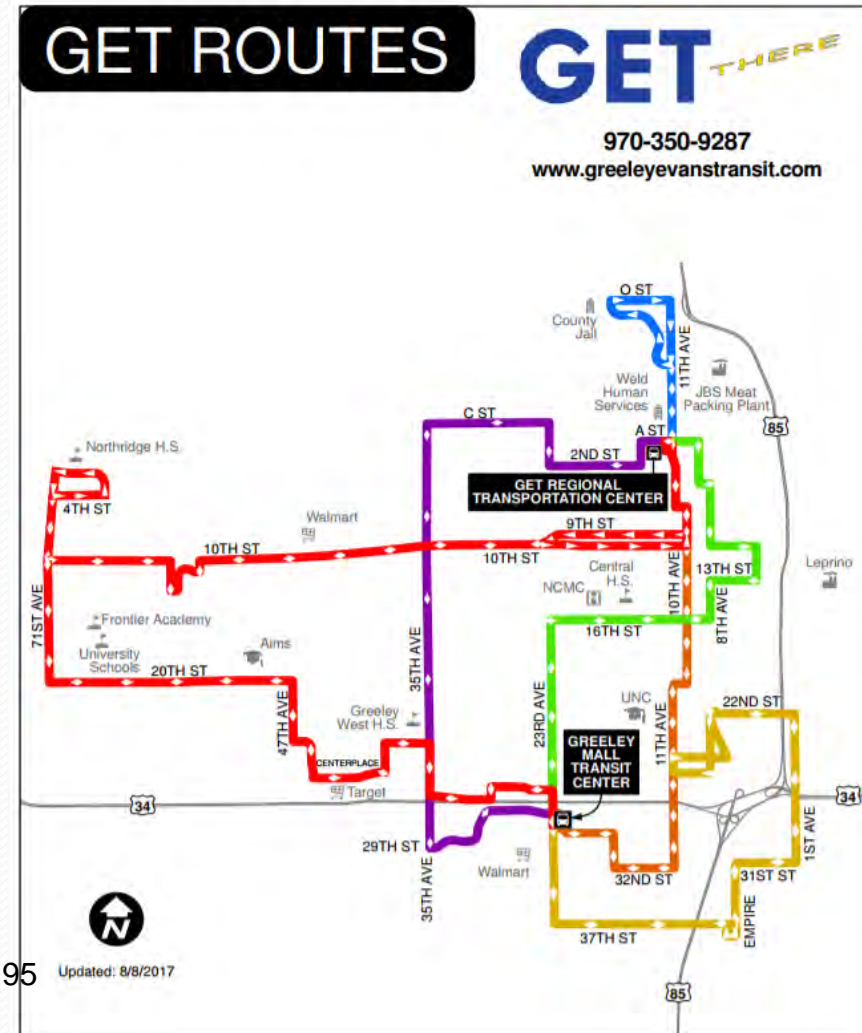 GET ROUTES
GET THERE
970-350-9287
www.greeleyevanstransit.com
O ST
County
Jail
11TH AVE
Weld
Human
Services
JBS Meat
Packing Plant
85
C ST
A ST
2ND ST
Northridge H.S.
4TH ST
GET REGIONAL
TRANSPORTATION CENTER
Walmart
9TH ST
10TH ST
10TH ST
10TH AVE
13TH ST
Leprino
Central
H.S.
NCMC
8TH AVE
71ST AVE
Frontier Academy
University
Schools
16TH ST
35TH AVE
Aims
20TH ST
47TH AVE
Greeley
West H.S.
23RD AVE
UNC
11TH AVE
22ND ST
GREELEY
MALL
TRANSIT
CENTER
CENTERPLACE
Target
34
34
29TH ST
35TH AVE
Walmart
32ND ST
31ST ST
1ST AVE
EMPIRE
37TH ST
N
95
Updated: 8/8/2017
85